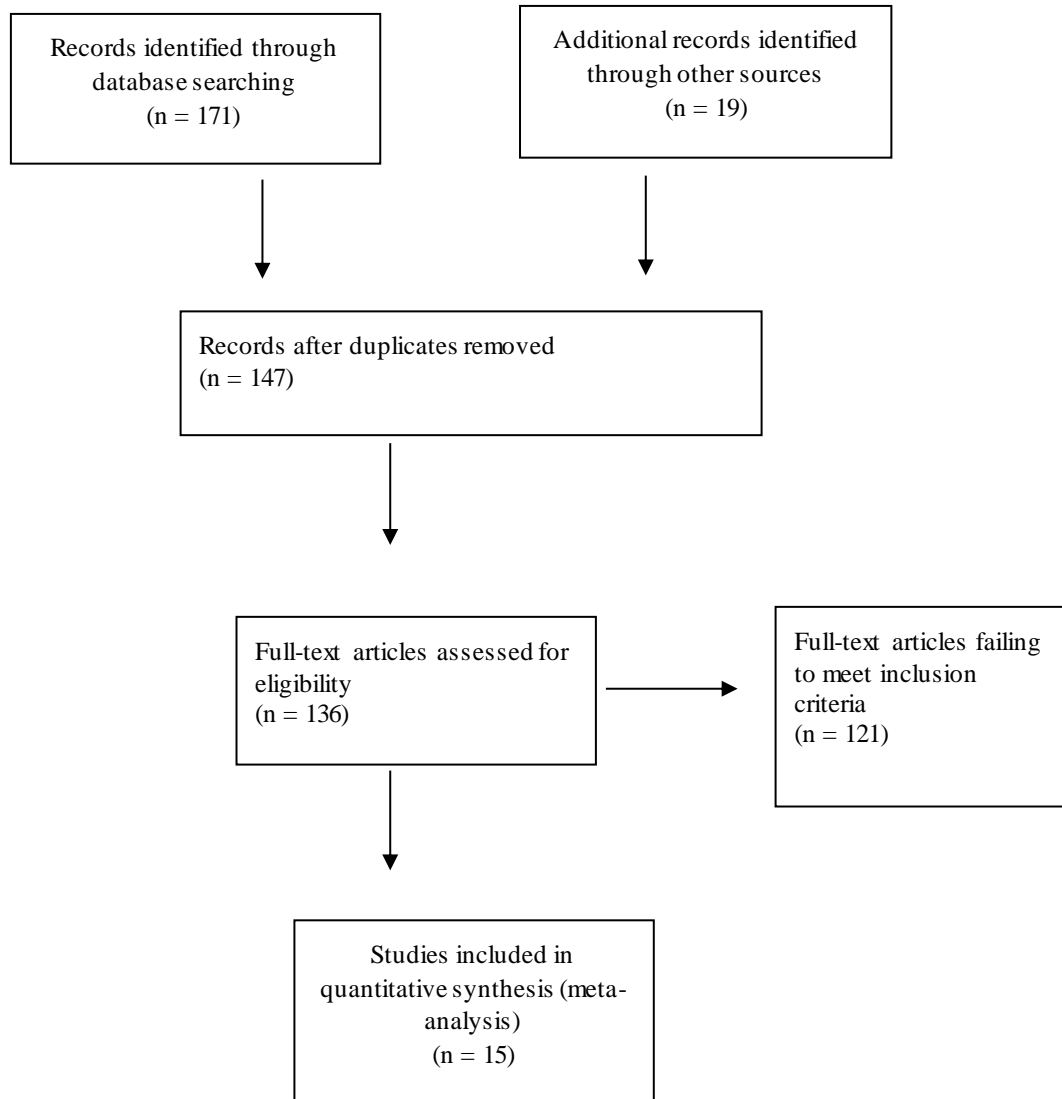 Records identified through
database searching
(n = 171)
Additional records identified
through other sources
(n = 19)
Records after duplicates removed
(n = 147)
Full-text articles assessed for
eligibility
(n = 136)
Full-text articles failing
to meet inclusion
criteria
(n = 121)
Studies included in
quantitative synthesis (meta-
analysis)
(n = 15)